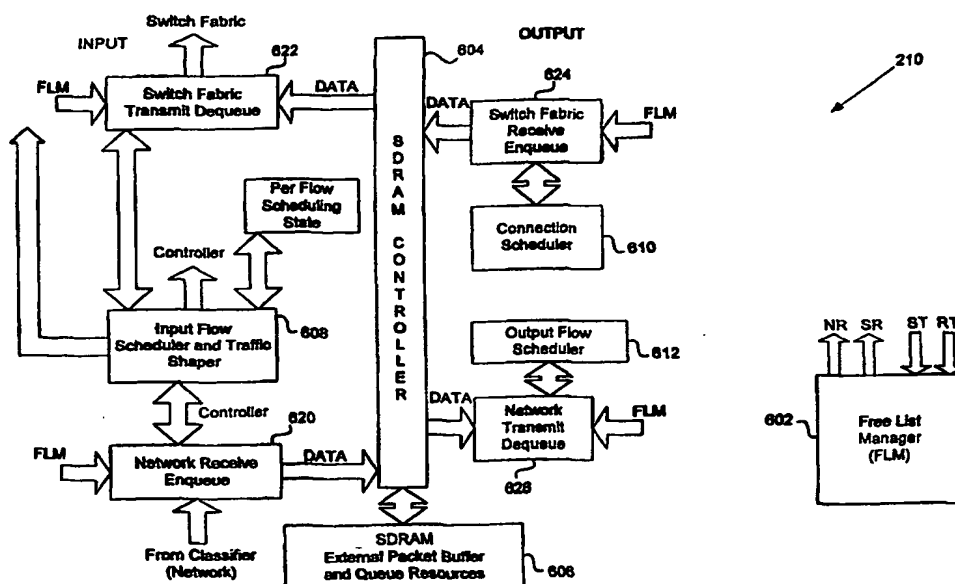 Switch Fabric
INPUT
622
604
OUTPUT
210
FLM
Switch Fabric
Transmit Dequeue
DATA
624
DATA
Switch Fabric
Receive
Enqueue
FLM
Per Flow
Scheduling
State
SDRAM CONTROLLER
Connection
Scheduler
610
Controller
Input Flow
Scheduler and Traffic
Shaper
608
Output Flow
Scheduler
612
NR
SR
ST
RT
Controller
620
DATA
Network
Transmit
Dequeue
FLM
626
602
Free List
Manager
(FLM)
FLM
Network Receive
Enqueue
DATA
From Classifier
(Network)
SDRAM
External Packet Buffer
and Queue Resources
606